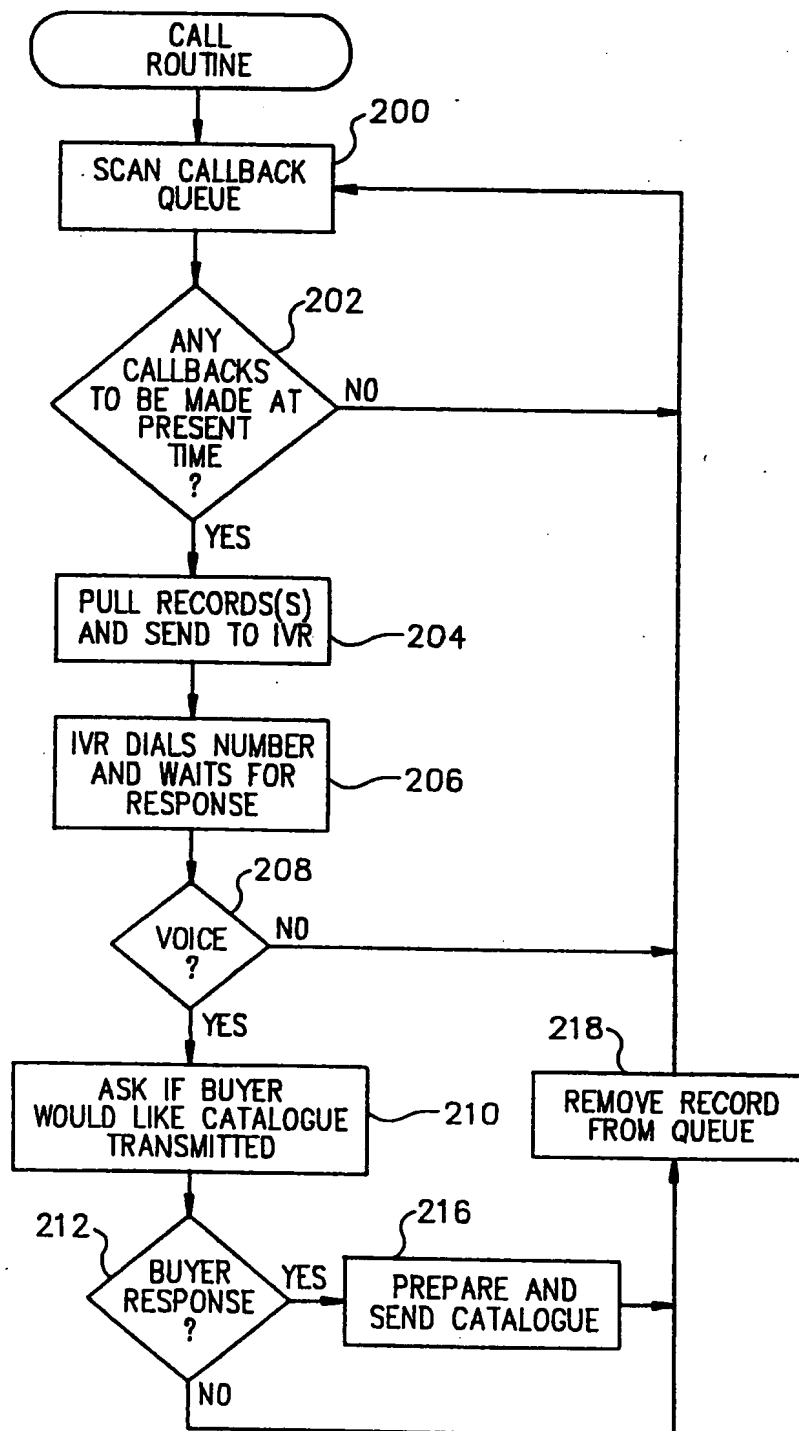 CALL
ROUTINE
200
SCAN CALLBACK
QUEUE
202
ANY
CALLBACKS
TO BE MADE AT
PRESENT
TIME
?
NO
YES
PULL RECORDS(S)
AND SEND TO IVR
204
IVR DIALS NUMBER
AND WAITS FOR
RESPONSE
206
208
VOICE
?
NO
YES
218
ASK IF BUYER
WOULD LIKE CATALOGUE
TRANSMITTED
210
REMOVE RECORD
FROM QUEUE
212
BUYER
RESPONSE
?
YES
216
PREPARE AND
SEND CATALOGUE
NO